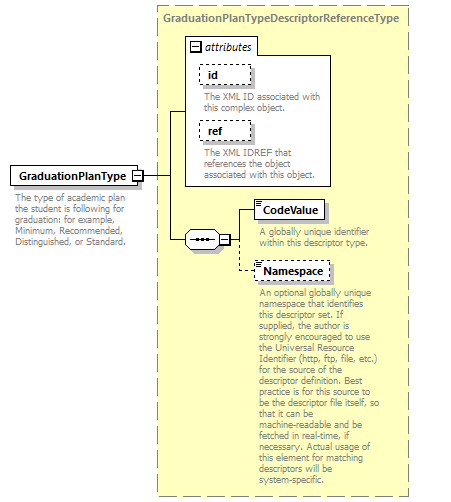 GraduationPlanTypeDescriptorReferenceType
attributes
id
The XML ID associated with
this complex object.
ref
The XML IDREF that
references the object
associated with this object.
GraduationPlanType
The type of academic plan
the student is following for
graduation: for example,
Minimum, Recommended,
Distinguished, or Standard.
CodeValue
A globally unique identifier
within this descriptor type.
Namespace
An optional globally unique
namespace that identifies
this descriptor set. If
supplied, the author is
strongly encouraged to use
the Universal Resource
Identifier (http, ftp, file, etc.)
for the source of the
descriptor definition. Best
practice is for this source to
be the descriptor file itself, so
that it can be
machine-readable and be
fetched in real-time, if
necessary. Actual usage of
this element for matching
descriptors will be
system-specific.